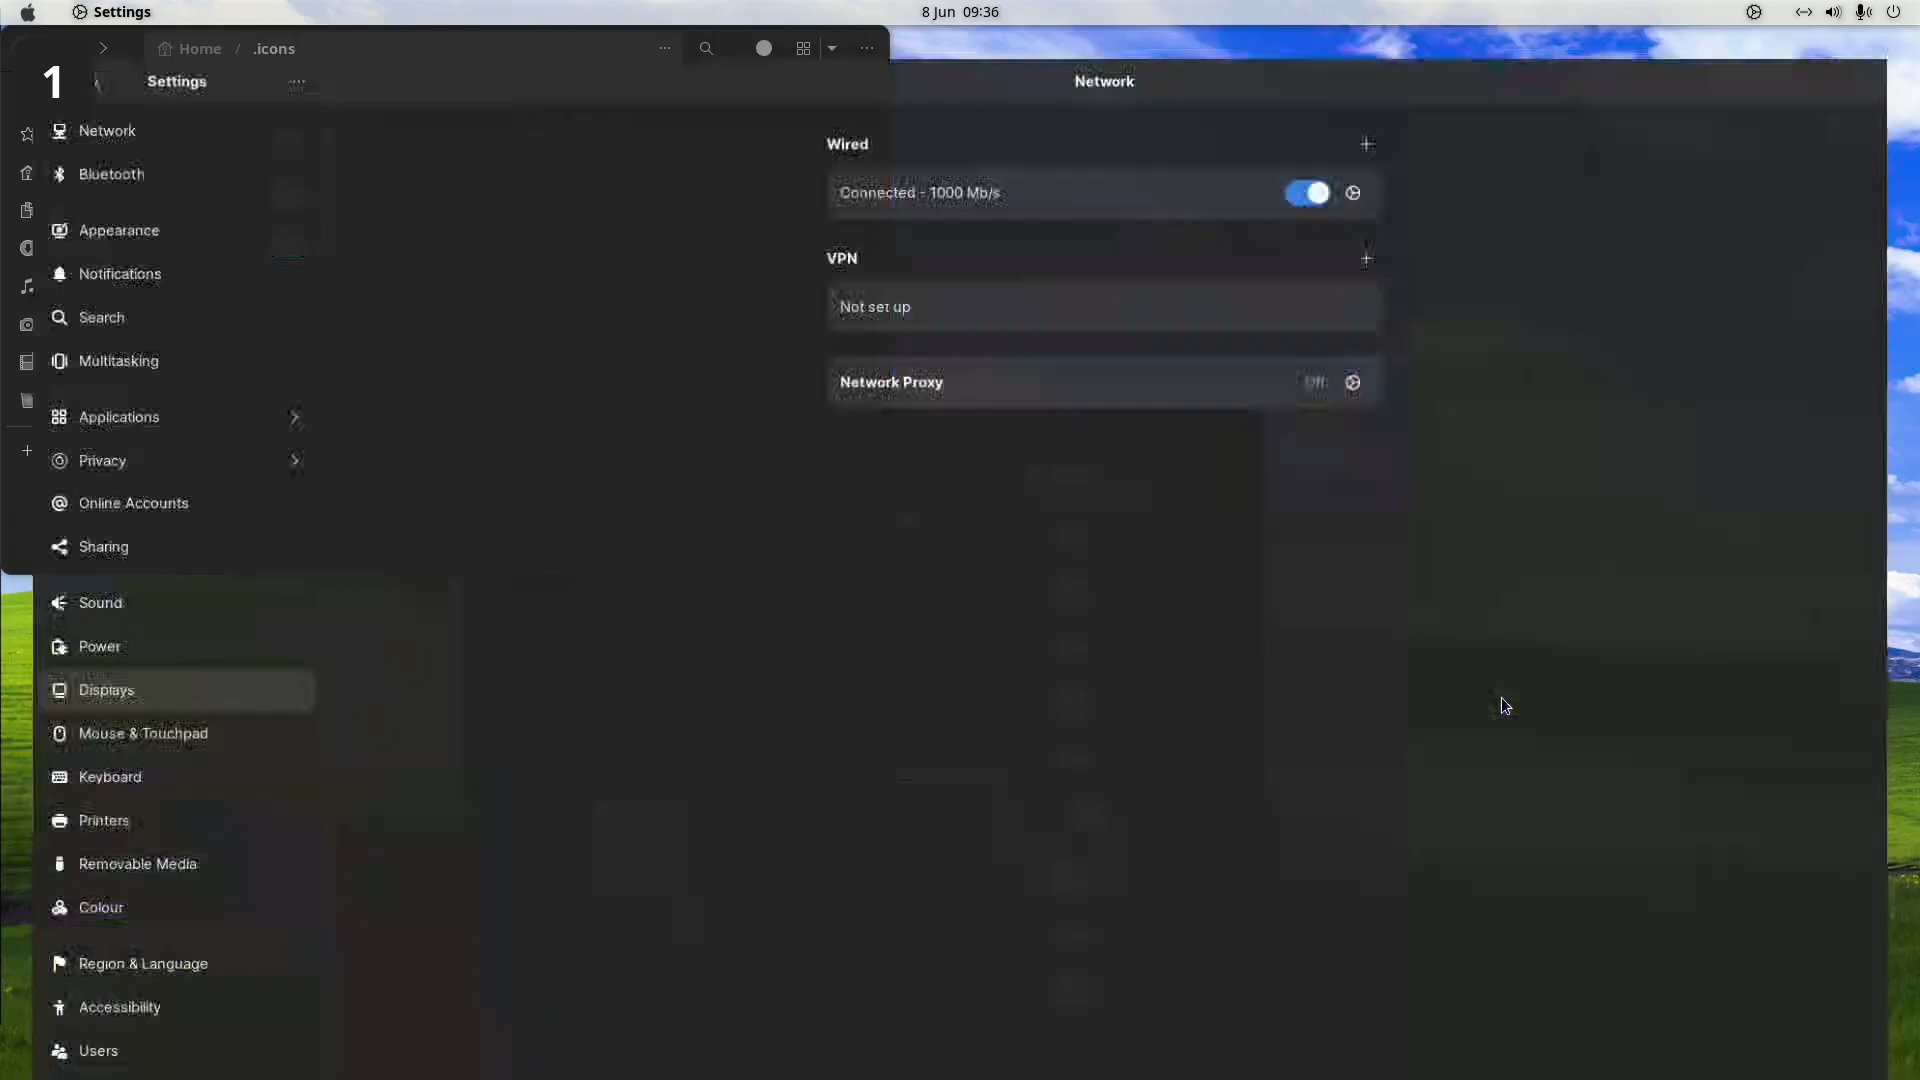 Settings
8 Jun 09:36
Home / .icons
1
Settings
Network
Network
Bluetooth
Appearance
Notifications
Search
Multitasking
Applications
Privacy
Online Accounts
Sharing
Sound
Power
Displays
Mouse & Touchpad
Keyboard
Printers
Removable Media
Colour
Region & Language
Accessibility
Users
Wired
Connected - 1000 Mb/s
VPN
Not set up
Network Proxy
Off